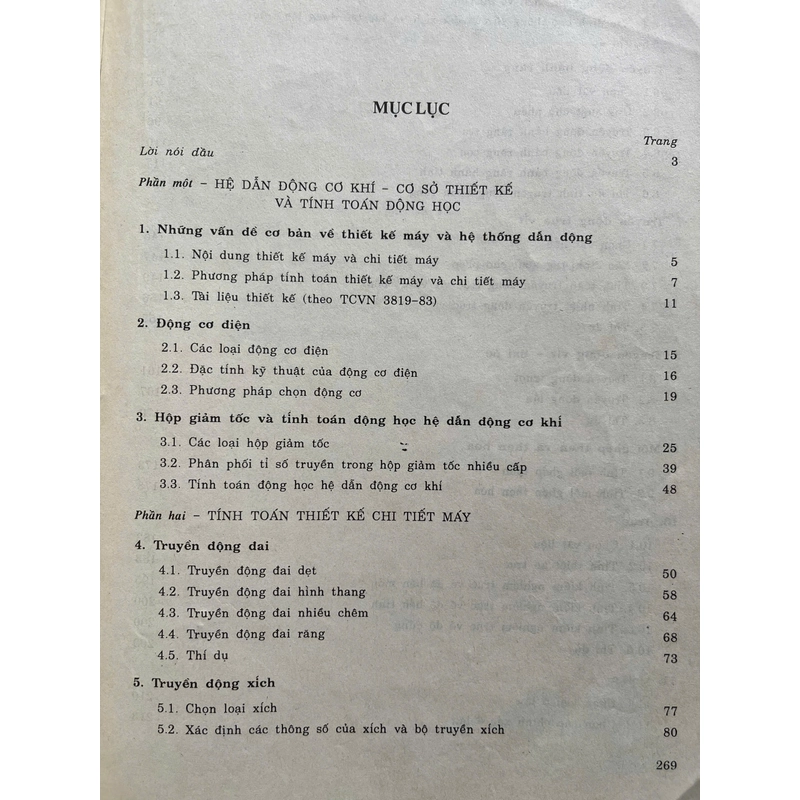 MỤC LỤC
Trang
Lời nói đầu 3
Phần một – HỆ DẪN ĐỘNG CƠ KHÍ – CƠ SỞ THIẾT KẾ
VÀ TÍNH TOÁN ĐỘNG HỌC
1. Những vấn đề cơ bản về thiết kế máy và hệ thống dẫn động
1.1. Nội dung thiết kế máy và chi tiết máy 5
1.2. Phương pháp tính toán thiết kế máy và chi tiết máy 7
1.3. Tài liệu thiết kế (theo TCVN 3819–83) 11
2. Động cơ điện
2.1. Các loại động cơ điện 15
2.2. Đặc tính kỹ thuật của động cơ điện 16
2.3. Phương pháp chọn động cơ 19
3. Hộp giảm tốc và tính toán động học hệ dẫn động cơ khí
3.1. Các loại hộp giảm tốc 25
3.2. Phân phối tỉ số truyền trong hộp giảm tốc nhiều cấp 39
3.3. Tính toán động học hệ dẫn động cơ khí 48
Phần hai – TÍNH TOÁN THIẾT KẾ CHI TIẾT MÁY
4. Truyền động đai
4.1. Truyền động đai dẹt 50
4.2. Truyền động đai hình thang 58
4.3. Truyền động đai nhiều chêm 64
4.4. Truyền động đai răng 68
4.5. Thí dụ 73
5. Truyền động xích
5.1. Chọn loại xích 77
5.2. Xác định các thông số của xích và bộ truyền xích 80
269